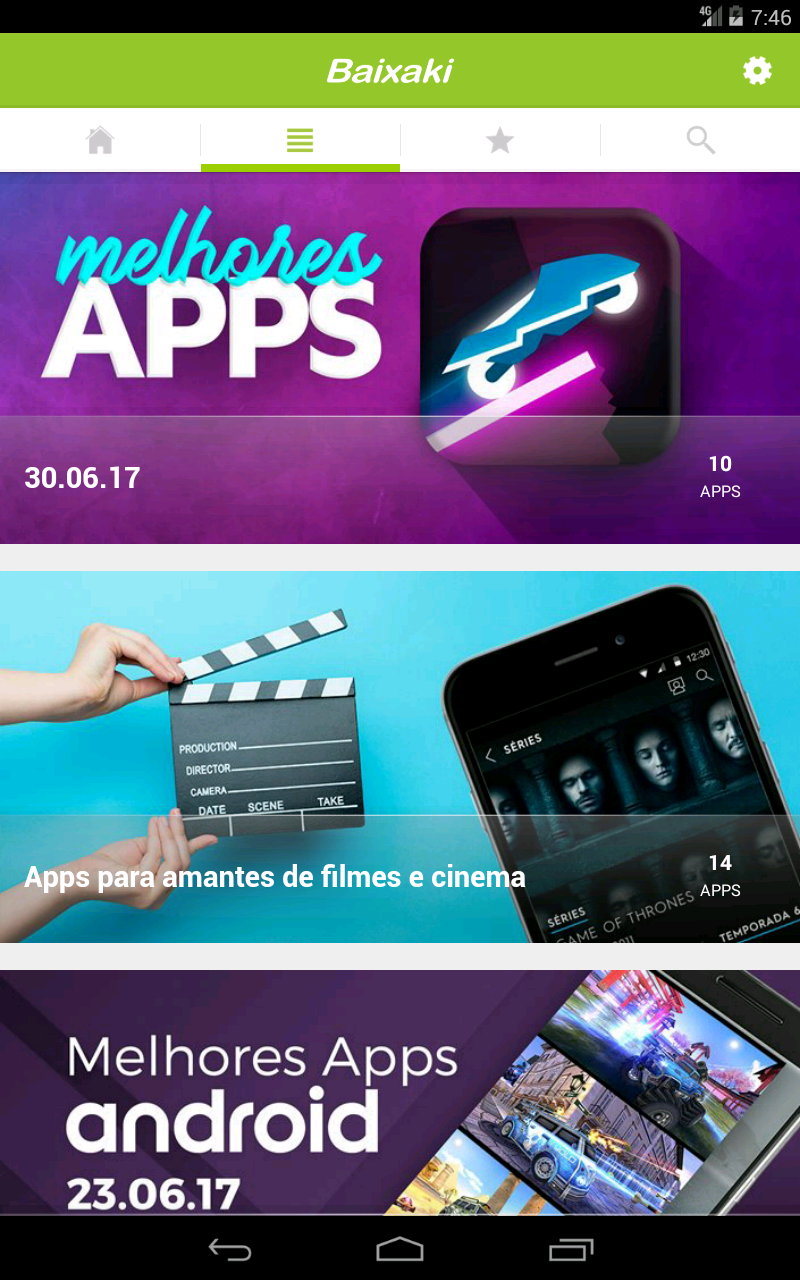 4G 7:46
Baixaki
melhores
APPS
30.06.17
10
APPS
12:30
SÉRIES
PRODUCTION
DIRECTOR
CAMERA
DATE SCENE TAKE
Apps para amantes de filmes e cinema
14
APPS
SÉRIES
GAME OF THRONES
2011
TEMPORADA 6
Melhores Apps
android
23.06.17